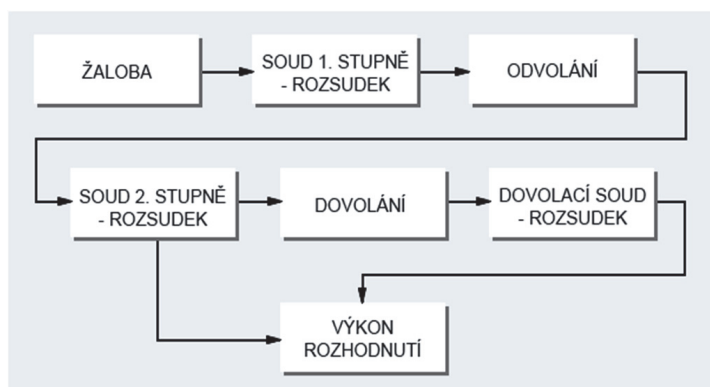 ŽALOBA
SOUD 1. STUPNĚ
- ROZSUDEK
ODVOLÁNÍ
SOUD 2. STUPNĚ
- ROZSUDEK
DOVOLÁNÍ
DOVOLACÍ SOUD
- ROZSUDEK
VÝKON
ROZHODNUTÍ